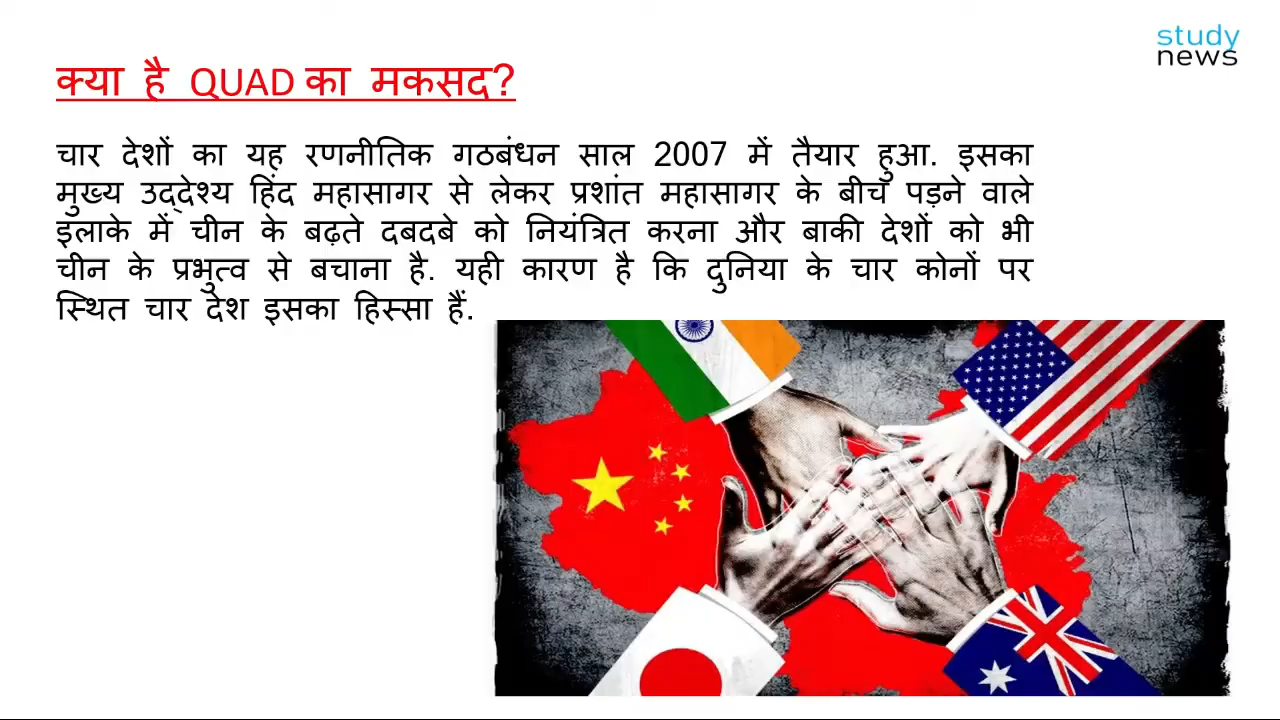 study
news
क्या है QUAD का मकसद?
चार देशों का यह रणनीतिक गठबंधन साल 2007 में तैयार हुआ. इसका
मुख्य उद्देश्य हिंद महासागर से लेकर प्रशांत महासागर के बीच पड़ने वाले
इलाके में चीन के बढ़ते दबदबे को नियंत्रित करना और बाकी देशों को भी
चीन के प्रभुत्व से बचाना है. यही कारण है कि दुनिया के चार कोनों पर
स्थित चार देश इसका हिस्सा हैं.